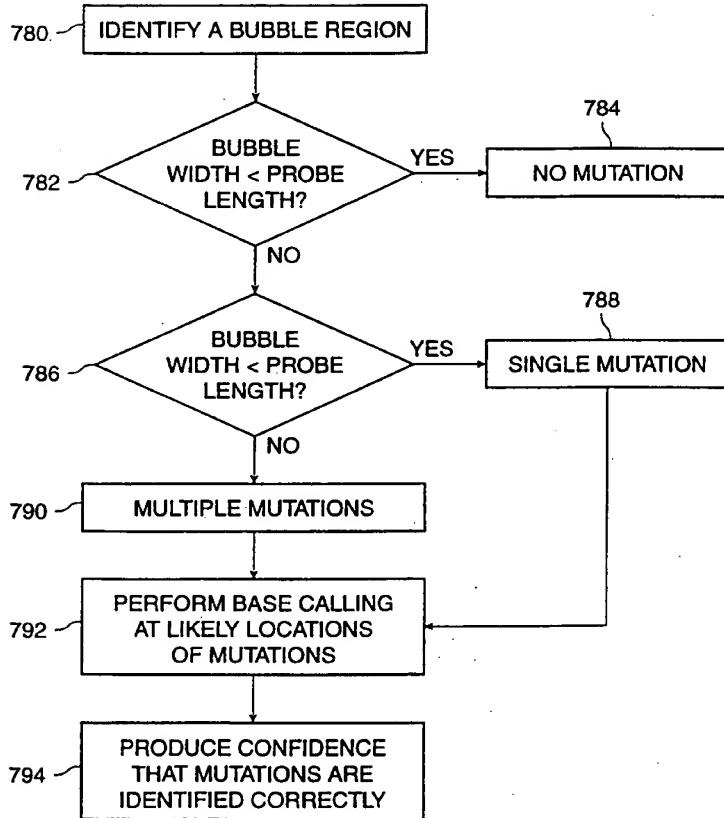 780
IDENTIFY A BUBBLE REGION
782
BUBBLE
WIDTH < PROBE
LENGTH?
YES
784
NO MUTATION
NO
786
BUBBLE
WIDTH < PROBE
LENGTH?
YES
788
SINGLE MUTATION
NO
790
MULTIPLE MUTATIONS
792
PERFORM BASE CALLING
AT LIKELY LOCATIONS
OF MUTATIONS
794
PRODUCE CONFIDENCE
THAT MUTATIONS ARE
IDENTIFIED CORRECTLY